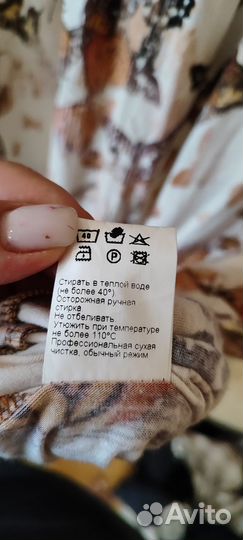 40
P
Стирать в теплой воде
(не более 40°)
Осторожная ручная
стирка
Не отбеливать
Утюжить при температуре
не более 110°C
Профессиональная сухая
чистка, обычный режим
Avito